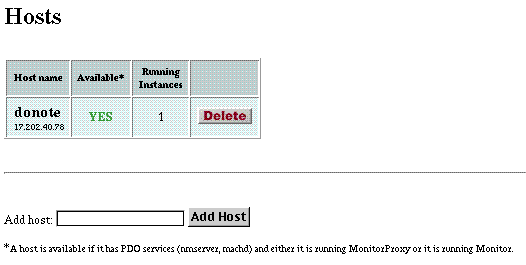 Hosts
Host name Available* Running Instances
donote YES 1 Delete
17.202.40.78
Add host: Add Host
*A host is available if it has PDO services (nmserver, machd) and either it is running MonitorProxy or it is running Monitor.